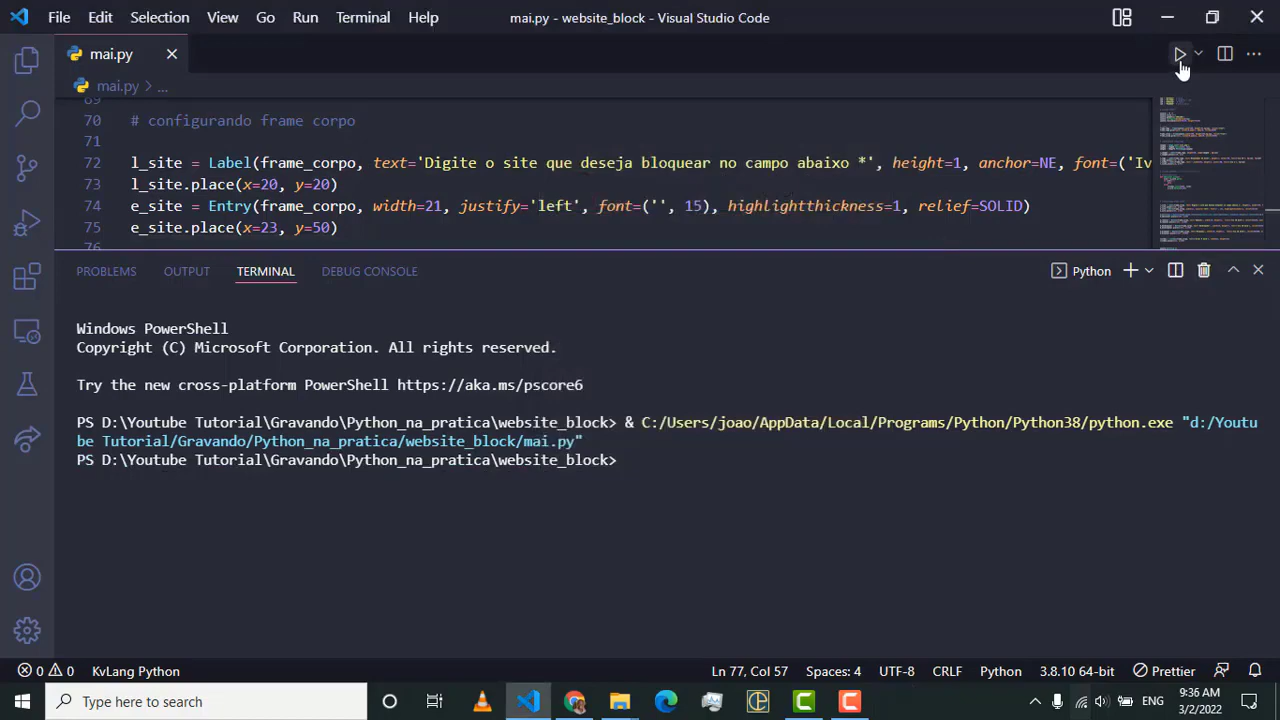 File Edit Selection View Go Run Terminal Help
mai.py - website_block - Visual Studio Code
mai.py
mai.py > ...
69
70 # configurando frame corpo
71
72 l_site = Label(frame_corpo, text='Digite o site que deseja bloquear no campo abaixo *', height=1, anchor=NE, font=('Iv
73 l_site.place(x=20, y=20)
74 e_site = Entry(frame_corpo, width=21, justify='left', font=('', 15), highlightthickness=1, relief=SOLID)
75 e_site.place(x=23, y=50)
76
PROBLEMS OUTPUT TERMINAL DEBUG CONSOLE
Python
Windows PowerShell
Copyright (C) Microsoft Corporation. All rights reserved.
Try the new cross-platform PowerShell https://aka.ms/pscore6
PS D:\Youtube Tutorial\Gravando\Python_na_pratica\website_block> & C:/Users/joao/AppData/Local/Programs/Python/Python38/python.exe "d:/Youtu
be Tutorial/Gravando/Python_na_pratica/website_block/mai.py"
PS D:\Youtube Tutorial\Gravando\Python_na_pratica\website_block>
0 0 KvLang Python
Ln 77, Col 57 Spaces: 4 UTF-8 CRLF Python 3.8.10 64-bit Prettier
Type here to search
ENG
9:36 AM
3/2/2022